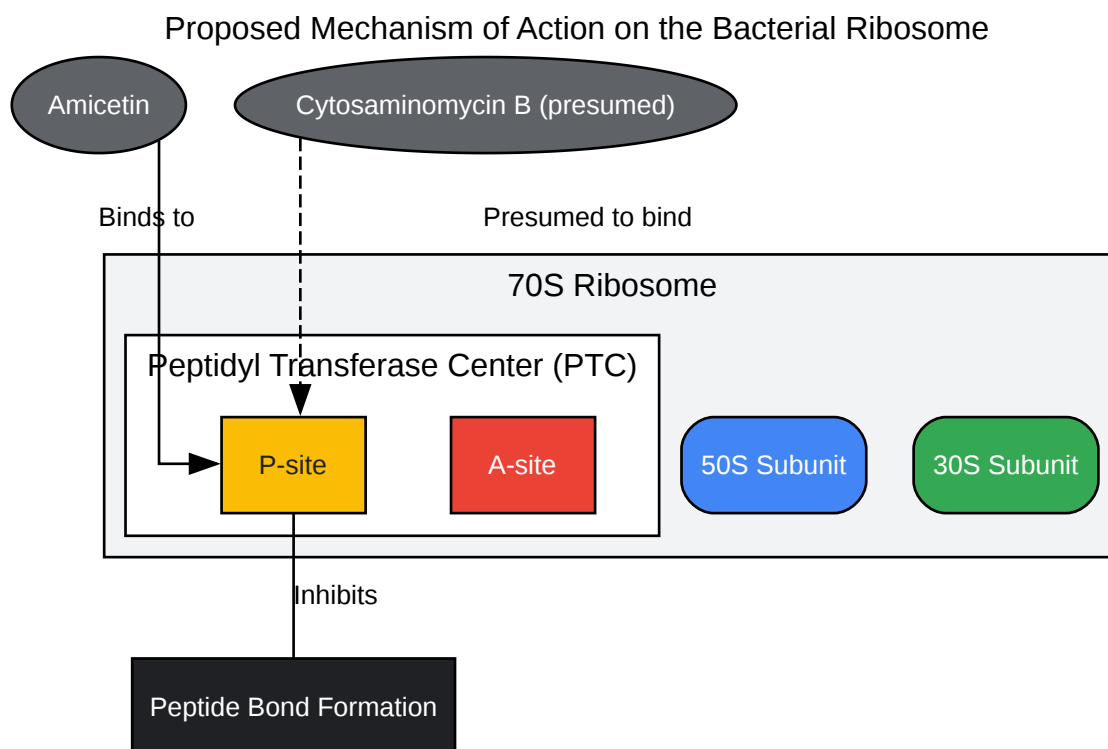 Proposed Mechanism of Action on the Bacterial Ribosome
Amicetin
Cytosaminomycin B (presumed)
Binds to
Presumed to bind
70S Ribosome
Peptidyl Transferase Center (PTC)
P-site
A-site
50S Subunit
30S Subunit
Inhibits
Peptide Bond Formation